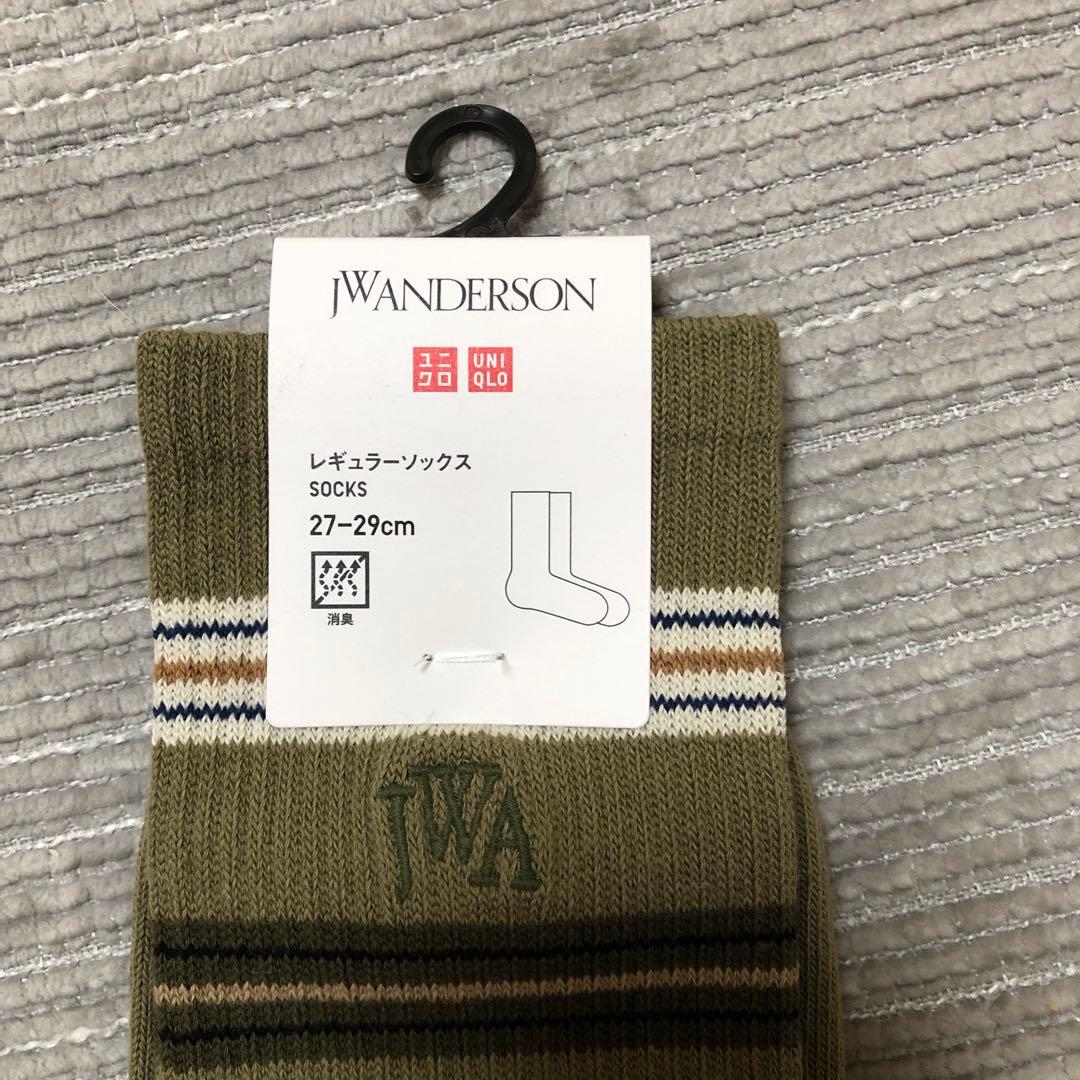 JWANDERSON
ユニ UNI
クロ QLO
レギュラーソックス
SOCKS
27-29cm
消臭
JWA